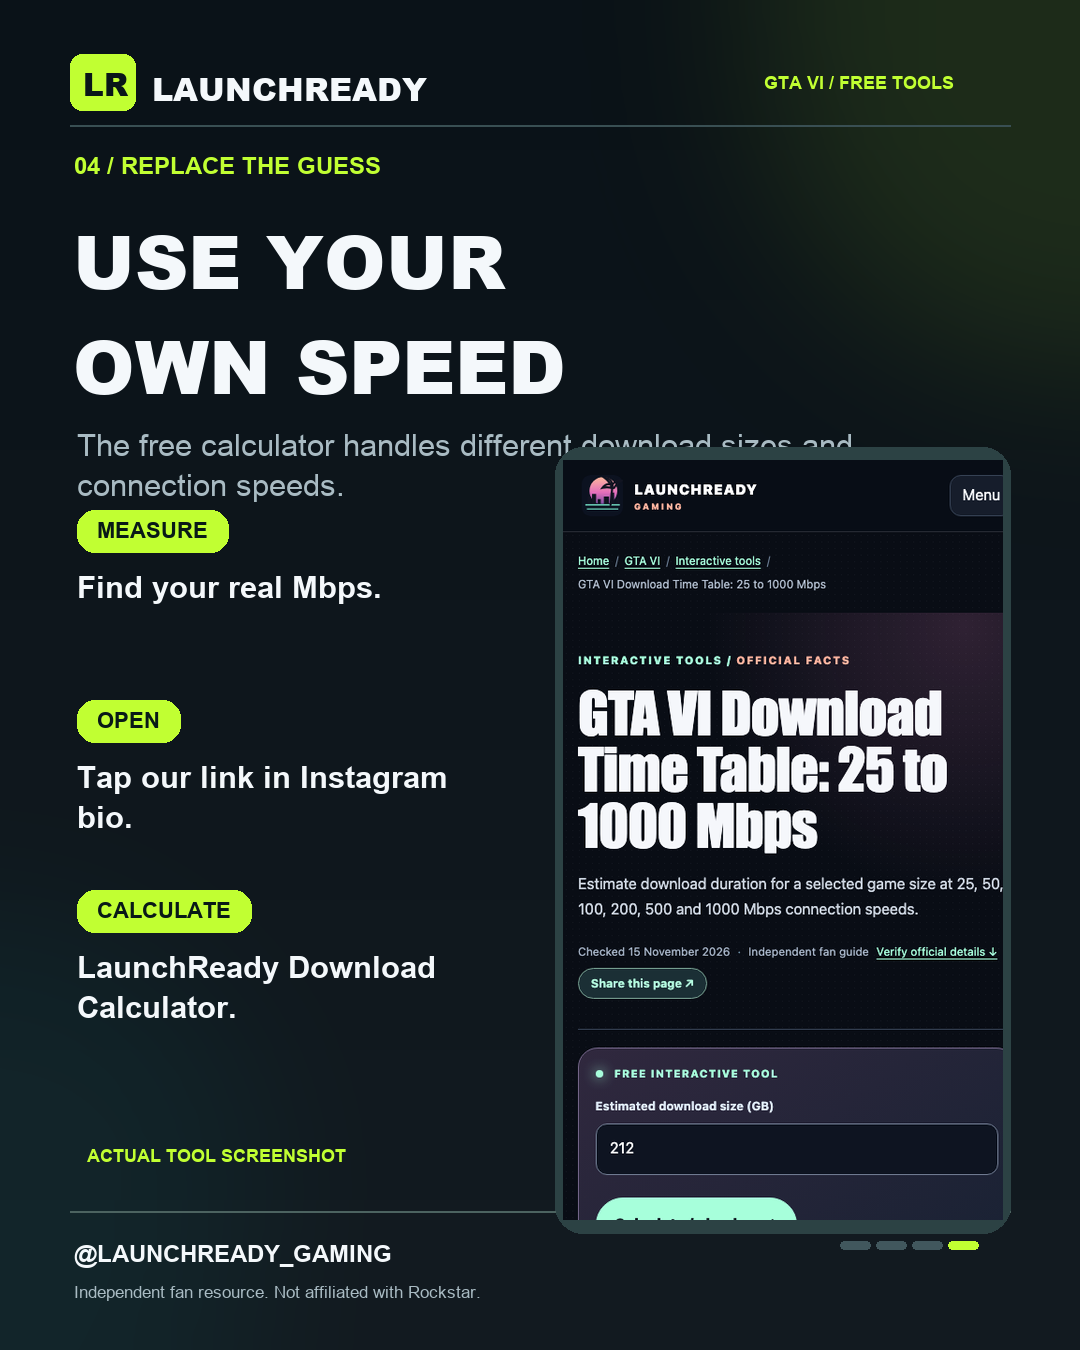 LR LAUNCHREADY
GTA VI / FREE TOOLS
04 / REPLACE THE GUESS
USE YOUR
OWN SPEED
The free calculator handles different download sizes and
connection speeds.
MEASURE
Find your real Mbps.
OPEN
Tap our link in Instagram
bio.
CALCULATE
LaunchReady Download
Calculator.
ACTUAL TOOL SCREENSHOT
LAUNCHREADY
GAMING
Menu
Home / GTA VI / Interactive tools /
GTA VI Download Time Table: 25 to 1000 Mbps
INTERACTIVE TOOLS / OFFICIAL FACTS
GTA VI Download
Time Table: 25 to
1000 Mbps
Estimate download duration for a selected game size at 25, 50,
100, 200, 500 and 1000 Mbps connection speeds.
Checked 15 November 2026 · Independent fan guide Verify official details ↓
Share this page ↗
FREE INTERACTIVE TOOL
Estimated download size (GB)
212
@LAUNCHREADY_GAMING
Independent fan resource. Not affiliated with Rockstar.